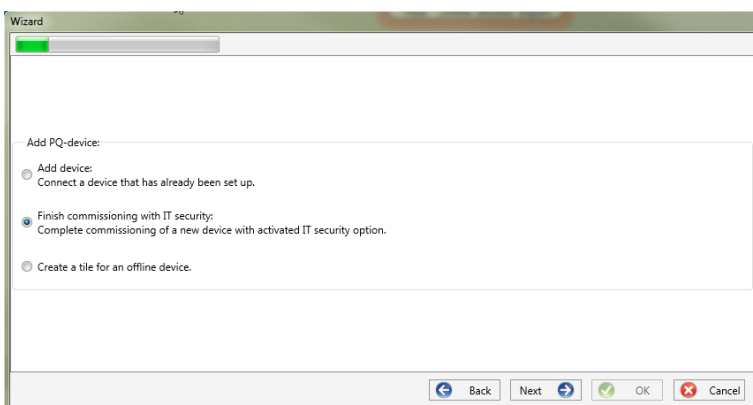 Wizard
Add PQ-device:
Add device:
Connect a device that has already been set up.
Finish commissioning with IT security:
Complete commissioning of a new device with activated IT security option.
Create a tile for an offline device.
Back Next OK Cancel